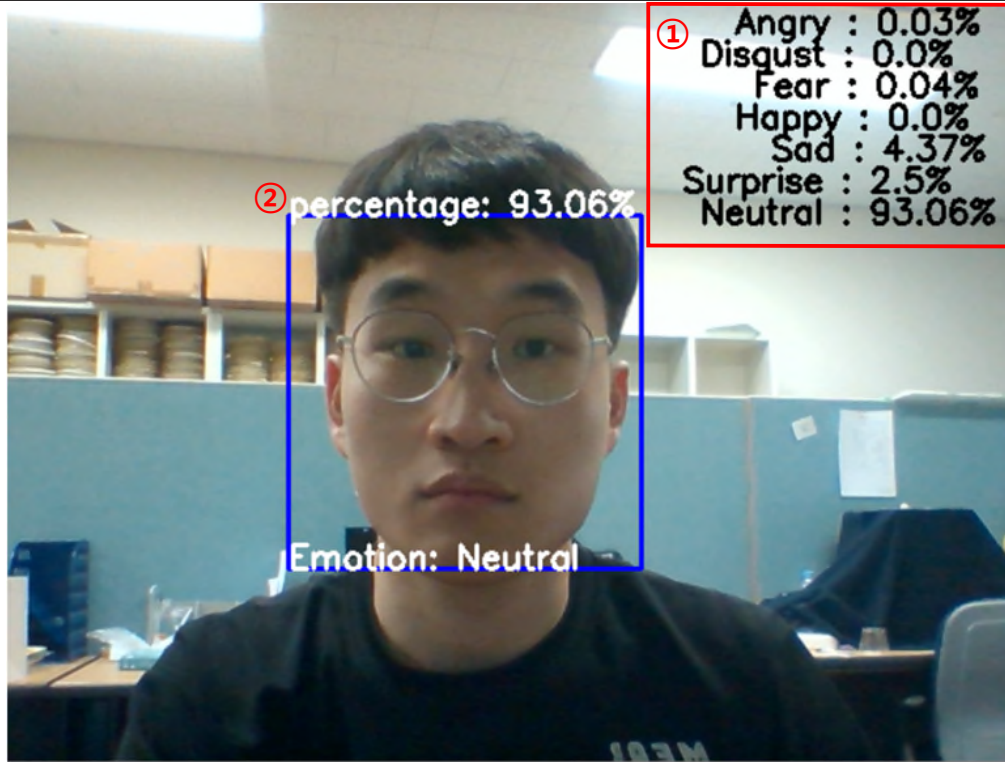 ①
Angry : 0.03%
Disgust : 0.0%
Fear : 0.04%
Happy : 0.0%
Sad : 4.37%
Surprise : 2.5%
Neutral : 93.06%
② percentage: 93.06%
Emotion: Neutral